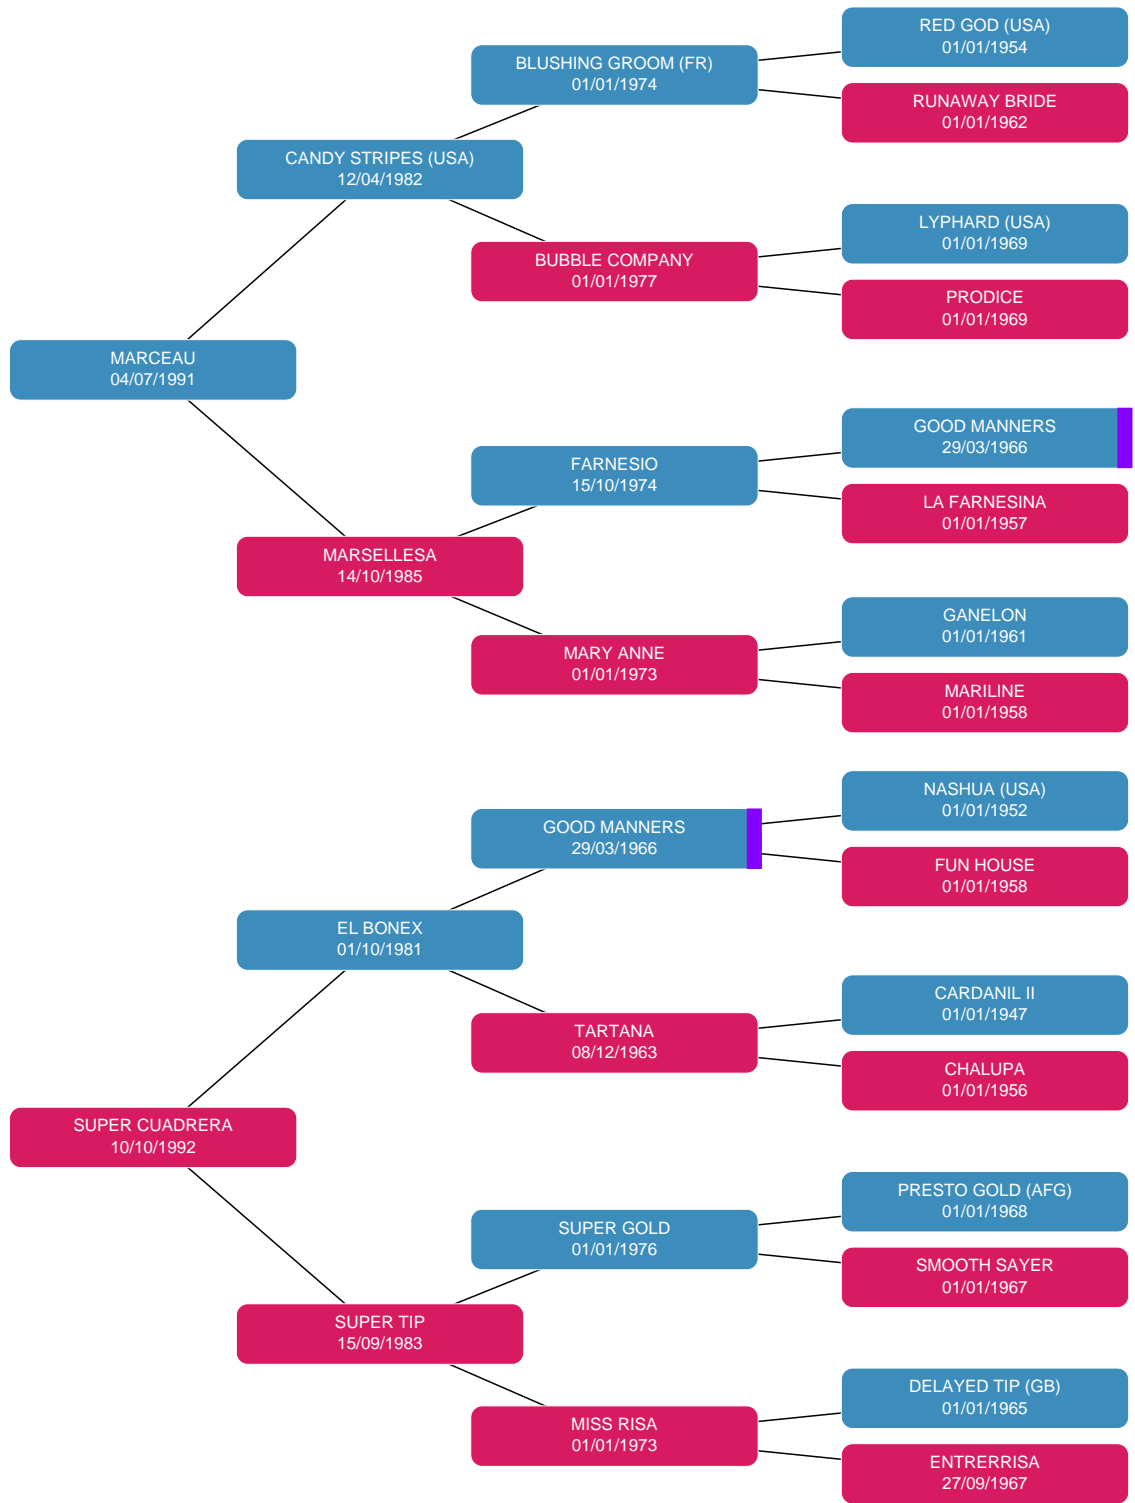 RED GOD (USA)
01/01/1954
BLUSHING GROOM (FR)
01/01/1974
RUNAWAY BRIDE
01/01/1962
CANDY STRIPES (USA)
12/04/1982
LYPHARD (USA)
01/01/1969
BUBBLE COMPANY
01/01/1977
PRODICE
01/01/1969
MARCEAU
04/07/1991
GOOD MANNERS
29/03/1966
FARNESIO
15/10/1974
LA FARNESINA
01/01/1957
MARSELLESA
14/10/1985
GANELON
01/01/1961
MARY ANNE
01/01/1973
MARILINE
01/01/1958
NASHUA (USA)
01/01/1952
GOOD MANNERS
29/03/1966
FUN HOUSE
01/01/1958
EL BONEX
01/10/1981
CARDANIL II
01/01/1947
TARTANA
08/12/1963
CHALUPA
01/01/1956
SUPER CUADRERA
10/10/1992
PRESTO GOLD (AFG)
01/01/1968
SUPER GOLD
01/01/1976
SMOOTH SAYER
01/01/1967
SUPER TIP
15/09/1983
DELAYED TIP (GB)
01/01/1965
MISS RISA
01/01/1973
ENTRERRISA
27/09/1967